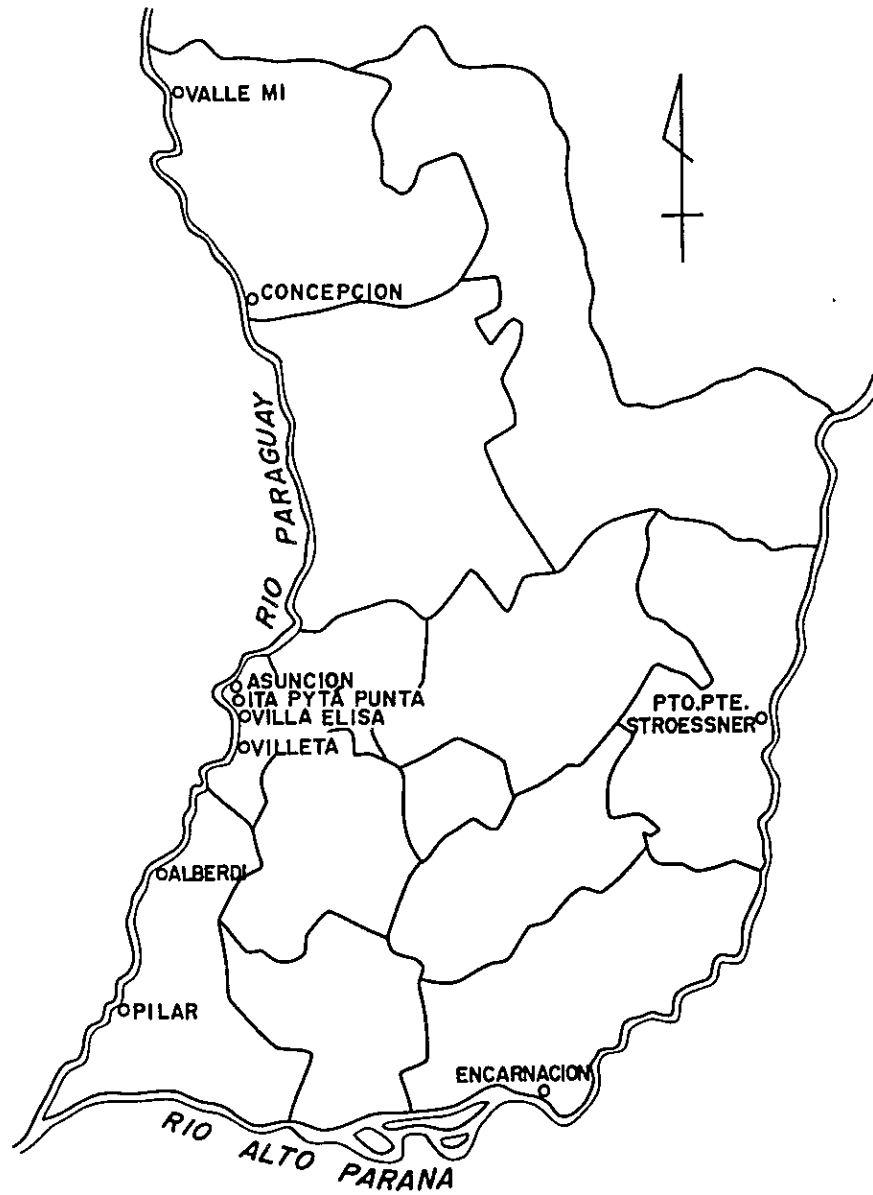 VALLE MI
CONCEPCION
RIO PARAGUAY
ASUNCION
ITA PYTA PUNTA
VILLA ELISA
VILLETA
PTO.PTE.
STROESSNER
ALBERDI
PILAR
ENCARNACION
RIO ALTO PARANA